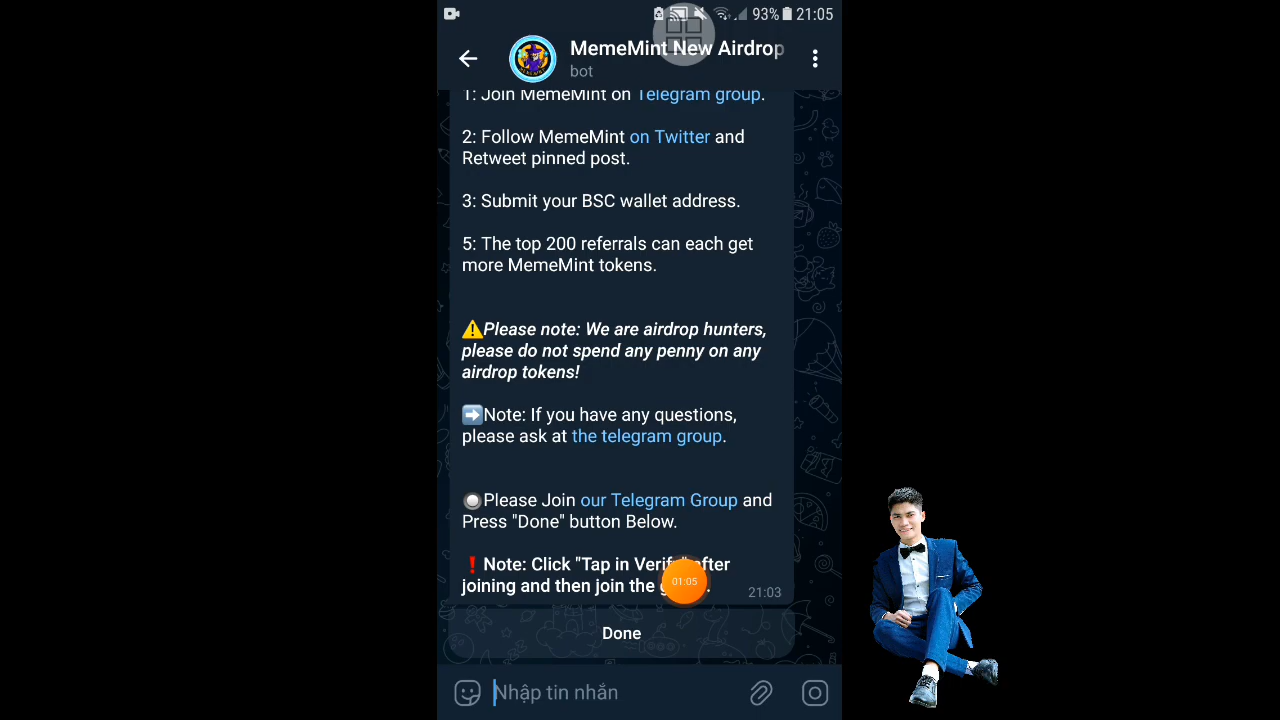 93% 21:05
MemeMint New Airdrop
bot
1: Join MemeMint on Telegram group.
2: Follow MemeMint on Twitter and
Retweet pinned post.
3: Submit your BSC wallet address.
5: The top 200 referrals can each get
more MemeMint tokens.
Please note: We are airdrop hunters,
please do not spend any penny on any
airdrop tokens!
Note: If you have any questions,
please ask at the telegram group.
Please Join our Telegram Group and
Press "Done" button Below.
Note: Click "Tap in Verify" after
joining and then join the
01:05
21:03
Done
Nhập tin nhắn